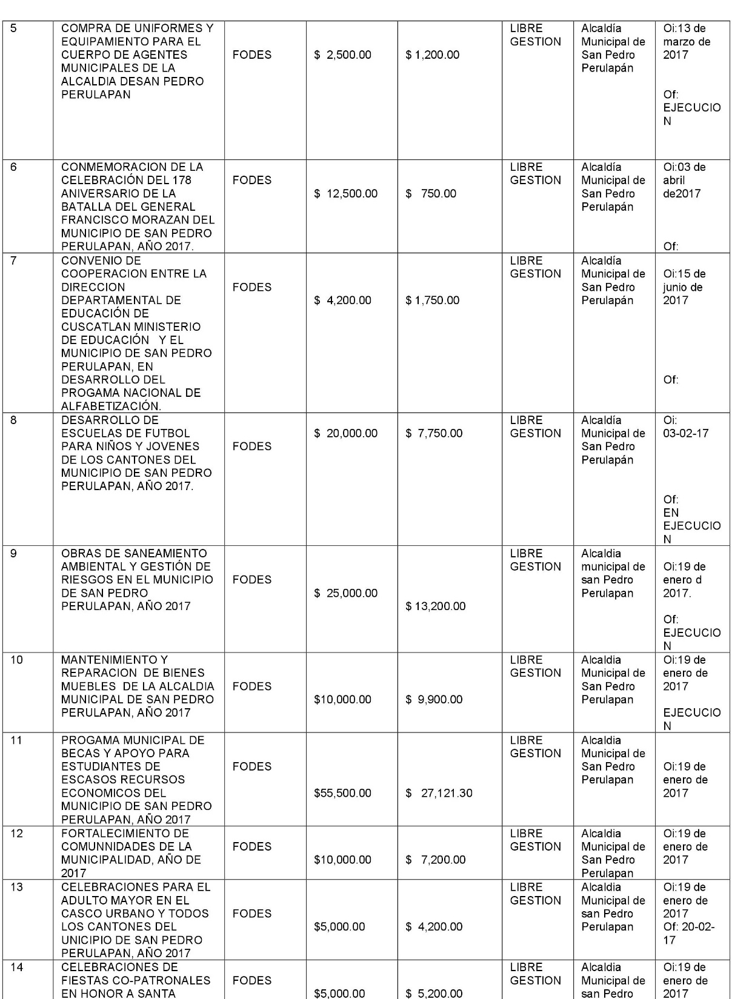 5
COMPRA DE UNIFORMES Y
EQUIPAMIENTO PARA EL
CUERPO DE AGENTES
MUNICIPALES DE LA
ALCALDIA DESAN PEDRO
PERULAPAN
FODES
$ 2,500.00
$ 1,200.00
LIBRE
GESTION
Alcaldía
Municipal de
San Pedro
Perulapán
Oi:13 de
marzo de
2017
Of:
EJECUCIO
N
6
CONMEMORACION DE LA
CELEBRACIÓN DEL 178
ANIVERSARIO DE LA
BATALLA DEL GENERAL
FRANCISCO MORAZAN DEL
MUNICIPIO DE SAN PEDRO
PERULAPAN, AÑO 2017.
FODES
$ 12,500.00
$ 750.00
LIBRE
GESTION
Alcaldía
Municipal de
San Pedro
Perulapán
Oi:03 de
abril
de2017
Of:
7
CONVENIO DE
COOPERACION ENTRE LA
DIRECCION
DEPARTAMENTAL DE
EDUCACIÓN DE
CUSCATLAN MINISTERIO
DE EDUCACIÓN Y EL
MUNICIPIO DE SAN PEDRO
PERULAPAN, EN
DESARROLLO DEL
PROGAMA NACIONAL DE
ALFABETIZACIÓN.
FODES
$ 4,200.00
$ 1,750.00
LIBRE
GESTION
Alcaldía
Municipal de
San Pedro
Perulapán
Oi:15 de
junio de
2017
Of:
8
DESARROLLO DE
ESCUELAS DE FUTBOL
PARA NIÑOS Y JOVENES
DE LOS CANTONES DEL
MUNICIPIO DE SAN PEDRO
PERULAPAN, AÑO 2017.
FODES
$ 20,000.00
$ 7,750.00
LIBRE
GESTION
Alcaldía
Municipal de
San Pedro
Perulapán
Oi:
03-02-17
Of:
EN
EJECUCIO
N
9
OBRAS DE SANEAMIENTO
AMBIENTAL Y GESTIÓN DE
RIESGOS EN EL MUNICIPIO
DE SAN PEDRO
PERULAPAN, AÑO 2017
FODES
$ 25,000.00
$ 13,200.00
LIBRE
GESTION
Alcaldia
municipal de
san Pedro
Perulapan
Oi:19 de
enero d
2017.
Of:
EJECUCIO
N
10
MANTENIMIENTO Y
REPARACION DE BIENES
MUEBLES DE LA ALCALDIA
MUNICIPAL DE SAN PEDRO
PERULAPAN, AÑO 2017
FODES
$10,000.00
$ 9,900.00
LIBRE
GESTION
Alcaldia
Municipal de
San Pedro
Perulapan
Oi:19 de
enero de
2017
EJECUCIO
N
11
PROGAMA MUNICIPAL DE
BECAS Y APOYO PARA
ESTUDIANTES DE
ESCASOS RECURSOS
ECONOMICOS DEL
MUNICIPIO DE SAN PEDRO
PERULAPAN, AÑO 2017
FODES
$55,500.00
$ 27,121.30
LIBRE
GESTION
Alcaldia
Municipal de
San Pedro
Perulapan
Oi:19 de
enero de
2017
12
FORTALECIMIENTO DE
COMUNNIDADES DE LA
MUNICIPALIDAD, AÑO DE
2017
FODES
$10,000.00
$ 7,200.00
LIBRE
GESTION
Alcaldia
Municipal de
San Pedro
Perulapan
Oi:19 de
enero de
2017
13
CELEBRACIONES PARA EL
ADULTO MAYOR EN EL
CASCO URBANO Y TODOS
LOS CANTONES DEL
UNICIPIO DE SAN PEDRO
PERULAPAN, AÑO 2017
FODES
$5,000.00
$ 4,200.00
LIBRE
GESTION
Alcaldia
Municipal de
san Pedro
Perulapan
Oi:19 de
enero de
2017
Of: 20-02-
17
14
CELEBRACIONES DE
FIESTAS CO-PATRONALES
EN HONOR A SANTA
FODES
$5,000.00
$ 5,200.00
LIBRE
GESTION
Alcaldia
Municipal de
san Pedro
Oi:19 de
enero de
2017